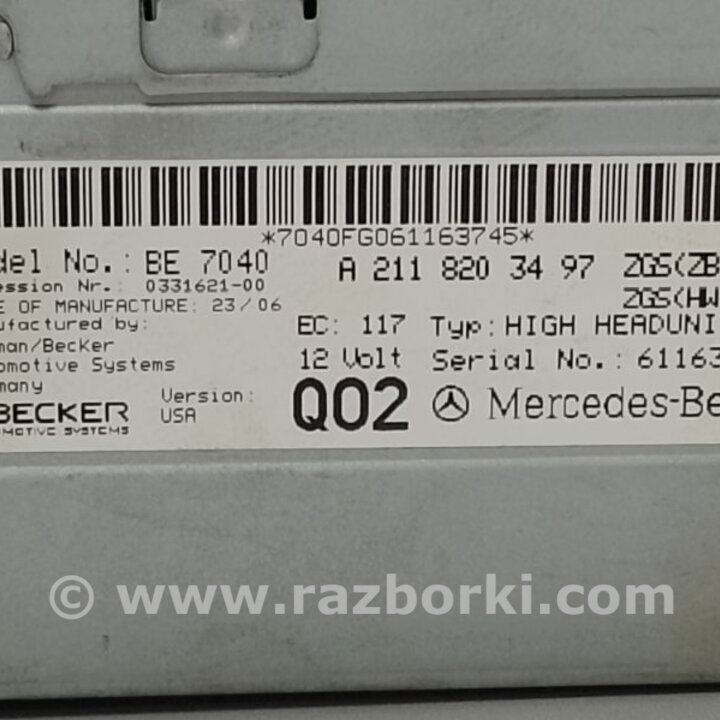 *7040FG061163745*
del No.: BE 7040 A 211 820 34 97 ZGS(ZB
ession Nr.: 0331621-00 ZGS(HW
E OF MANUFACTURE: 23/06
ufactured by: EC: 117 Typ: HIGH HEADUNI
man/Becker 12 Volt Serial No.: 61163
omotive Systems
many Version: Q02 Mercedes-Be
BECKER USA
MOTIVE SYSTEMS
© www.razborki.com